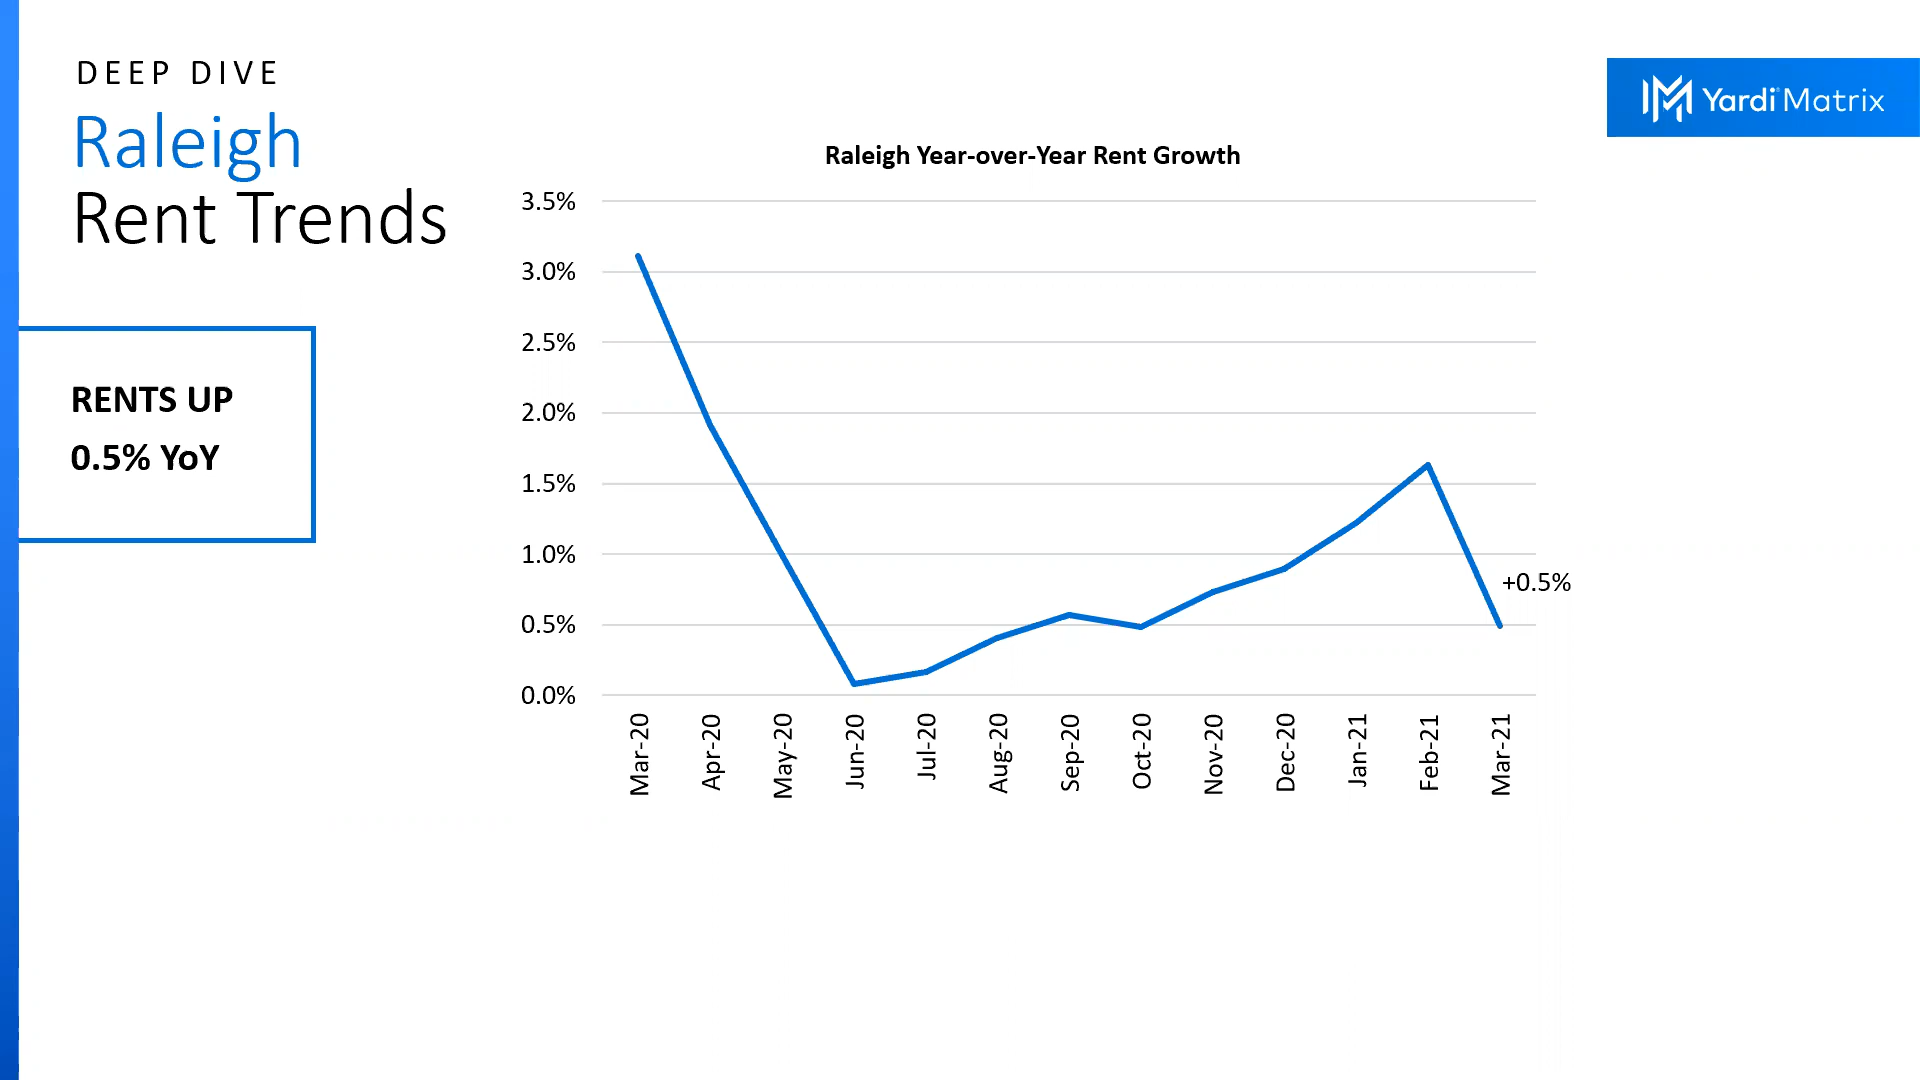 DEEP DIVE
Raleigh
Rent Trends
RENTS UP
0.5% YoY
Yardi Matrix
Raleigh Year-over-Year Rent Growth
3.5%
3.0%
2.5%
2.0%
1.5%
1.0%
0.5%
0.0%
+0.5%
Mar-20
Apr-20
May-20
Jun-20
Jul-20
Aug-20
Sep-20
Oct-20
Nov-20
Dec-20
Jan-21
Feb-21
Mar-21